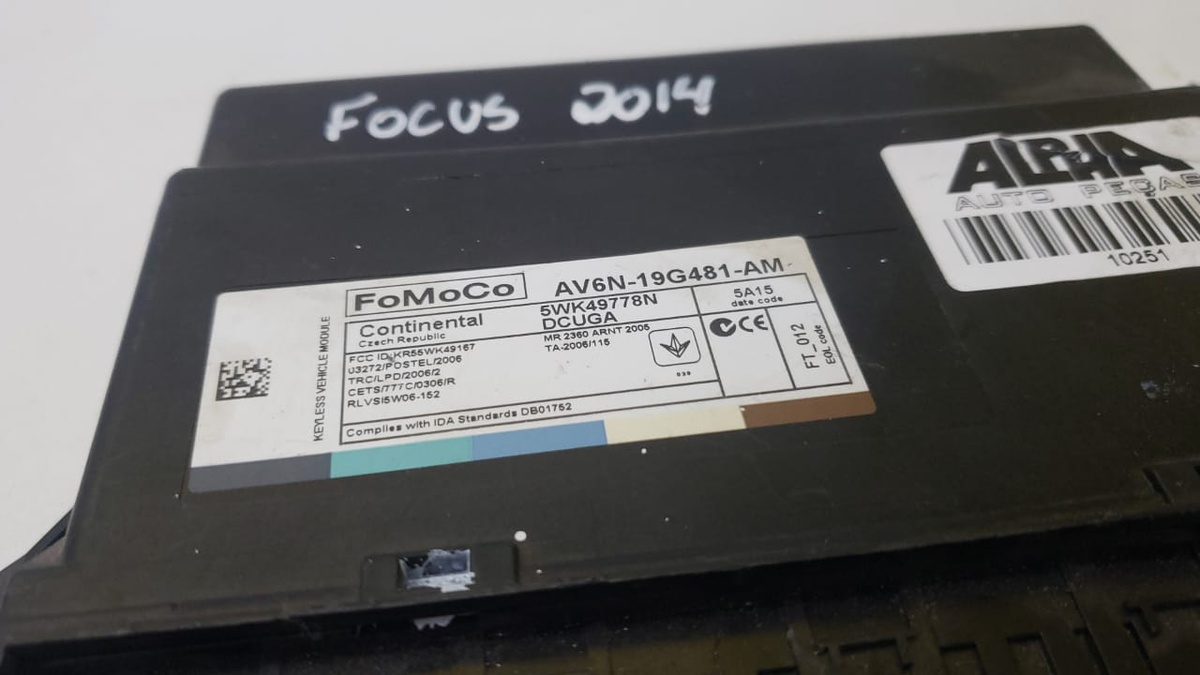 FOCUS 2014
ALPHA
AUTO PEÇAS
10251
FoMoCo
AV6N-19G481-AM
Continental
Czech Republic
5WK49778N
DCUGA
5A15
date code
KEYLESS VEHICLE MODULE
FCC ID: KR55WK49167
03272/POSTEL/2006
TRC/LPD/2006/2
CETS/777C/0306/R
RLVSI5W06-152
MR 2360 ARNT 2006
TA-2006/115
CE
FT_012
EOL code
Complies with IDA Standards DB01752